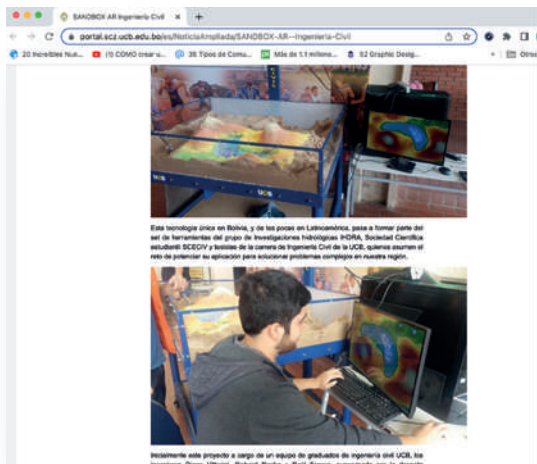 SANDBOX AR Ingeniería Civil
portal.scz.ucb.edu.bo/es/NoticiaAmpliada/SANDBOX-AR--Ingenieria-Civil
20 Increíbles Nue...
(1) COMO crear u...
38 Tipos de Comu...
Más de 1.1 millone...
52 Graphic Desig...
Otros
UCB
Esta tecnología única en Bolivia, y de las pocas en Latinoamérica, pasa a formar parte del
set de herramientas del grupo de investigaciones hidrológicas IHDRA, Sociedad Científica
estudiantil SCECIV y tesistas de la carrera de Ingeniería Civil de la UCB, quienes asumen el
reto de potenciar su aplicación para solucionar problemas complejos en nuestra región.
Inicialmente este proyecto a cargo de un equipo de graduados de ingeniería civil UCB, los